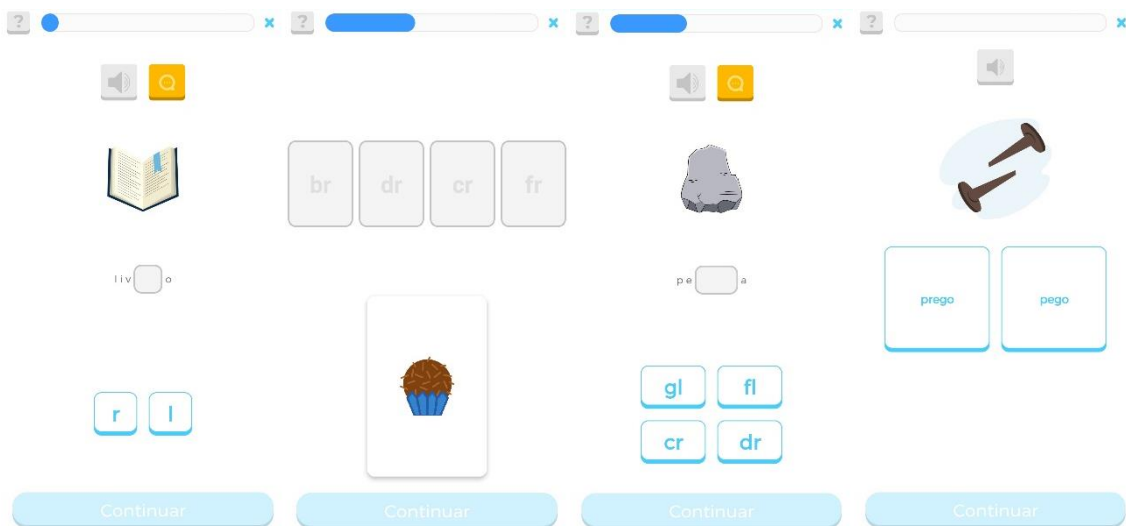 ?
?
?
?
br dr cr fr
liv o
pe a
prego pego
r l
gl fl
cr dr
Continuar
Continuar
Continuar
Continuar